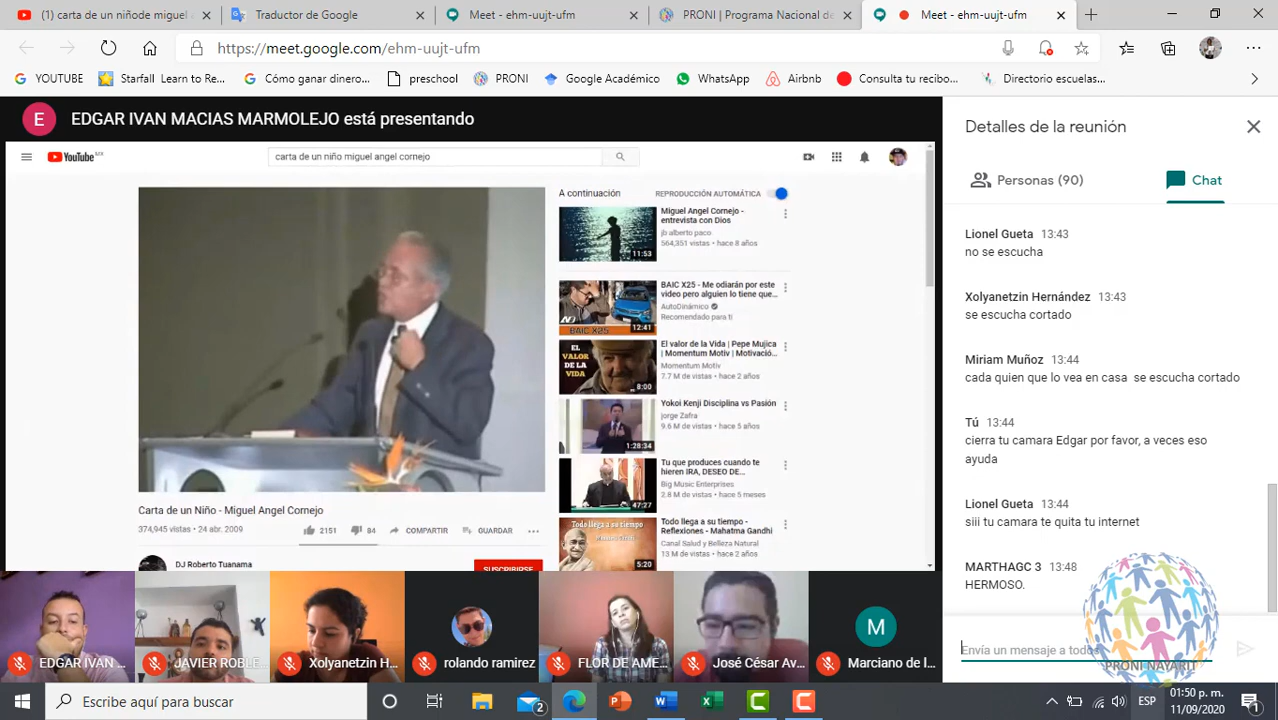 carta de un niño miguel ang
Traductor de Google
Meet - ehm-uujt-ufm
PRONI | Programa Nacional d
Meet - ehm-uujt-ufm
https://meet.google.com/ehm-uujt-ufm
YOUTUBE
Starfall Learn to Re...
Cómo ganar dinero...
preschool
PRONI
Google Académico
WhatsApp
Airbnb
Consulta tu recibo...
Directorio escuelas...
E
EDGAR IVAN MACIAS MARMOLEJO está presentando
YouTube MX
carta de un niño miguel angel cornejo
A continuación
REPRODUCCIÓN AUTOMÁTICA
Miguel Angel Cornejo -
entrevista con Dios
jb alberto paco
564,351 vistas • hace 8 años
11:53
BAIC X25 - Me odiarán por este
video pero alguien lo tiene que...
AutoDinámico
Recomendado para ti
BAIC X25
12:41
El valor de la Vida | Pepe Mujica
| Momentum Motiv | Motivació...
Momentum Motiv
7.7 M de vistas • hace 2 años
EL
VALOR
DE LA
VIDA
8:00
Yokoi Kenji Disciplina vs Pasión
jorge Zafra
9.6 M de vistas • hace 5 años
1:28:34
Tu que produces cuando te
hieren IRA, DESEO DE...
Big Music Enterprises
2.8 M de vistas • hace 5 meses
47:27
Todo llega a su tiempo -
Reflexiones - Mahatma Gandhi
Canal Salud y Belleza Natural
13 M de vistas • hace 2 años
Todo llega a su tiempo
5:20
Carta de un Niño - Miguel Angel Cornejo
374,945 vistas • 24 abr. 2009
2151
84
COMPARTIR
GUARDAR
DJ Roberto Tuanama
SUSCRIBIRSE
EDGAR IVAN ...
JAVIER ROBLE...
Xolyanetzin H...
rolando ramirez
FLOR DE AME...
José César Av...
M
Marciano de l...
Detalles de la reunión
Personas (90)
Chat
Lionel Gueta 13:43
no se escucha
Xolyanetzin Hernández 13:43
se escucha cortado
Miriam Muñoz 13:44
cada quien que lo vea en casa se escucha cortado
Tú 13:44
cierra tu camara Edgar por favor, a veces eso
ayuda
Lionel Gueta 13:44
siii tu camara te quita tu internet
MARTHAGC 3 13:48
HERMOSO.
Envía un mensaje a todos
PRONI NAYARIT
Escribe aquí para buscar
2
ESP
01:50 p. m.
11/09/2020
1